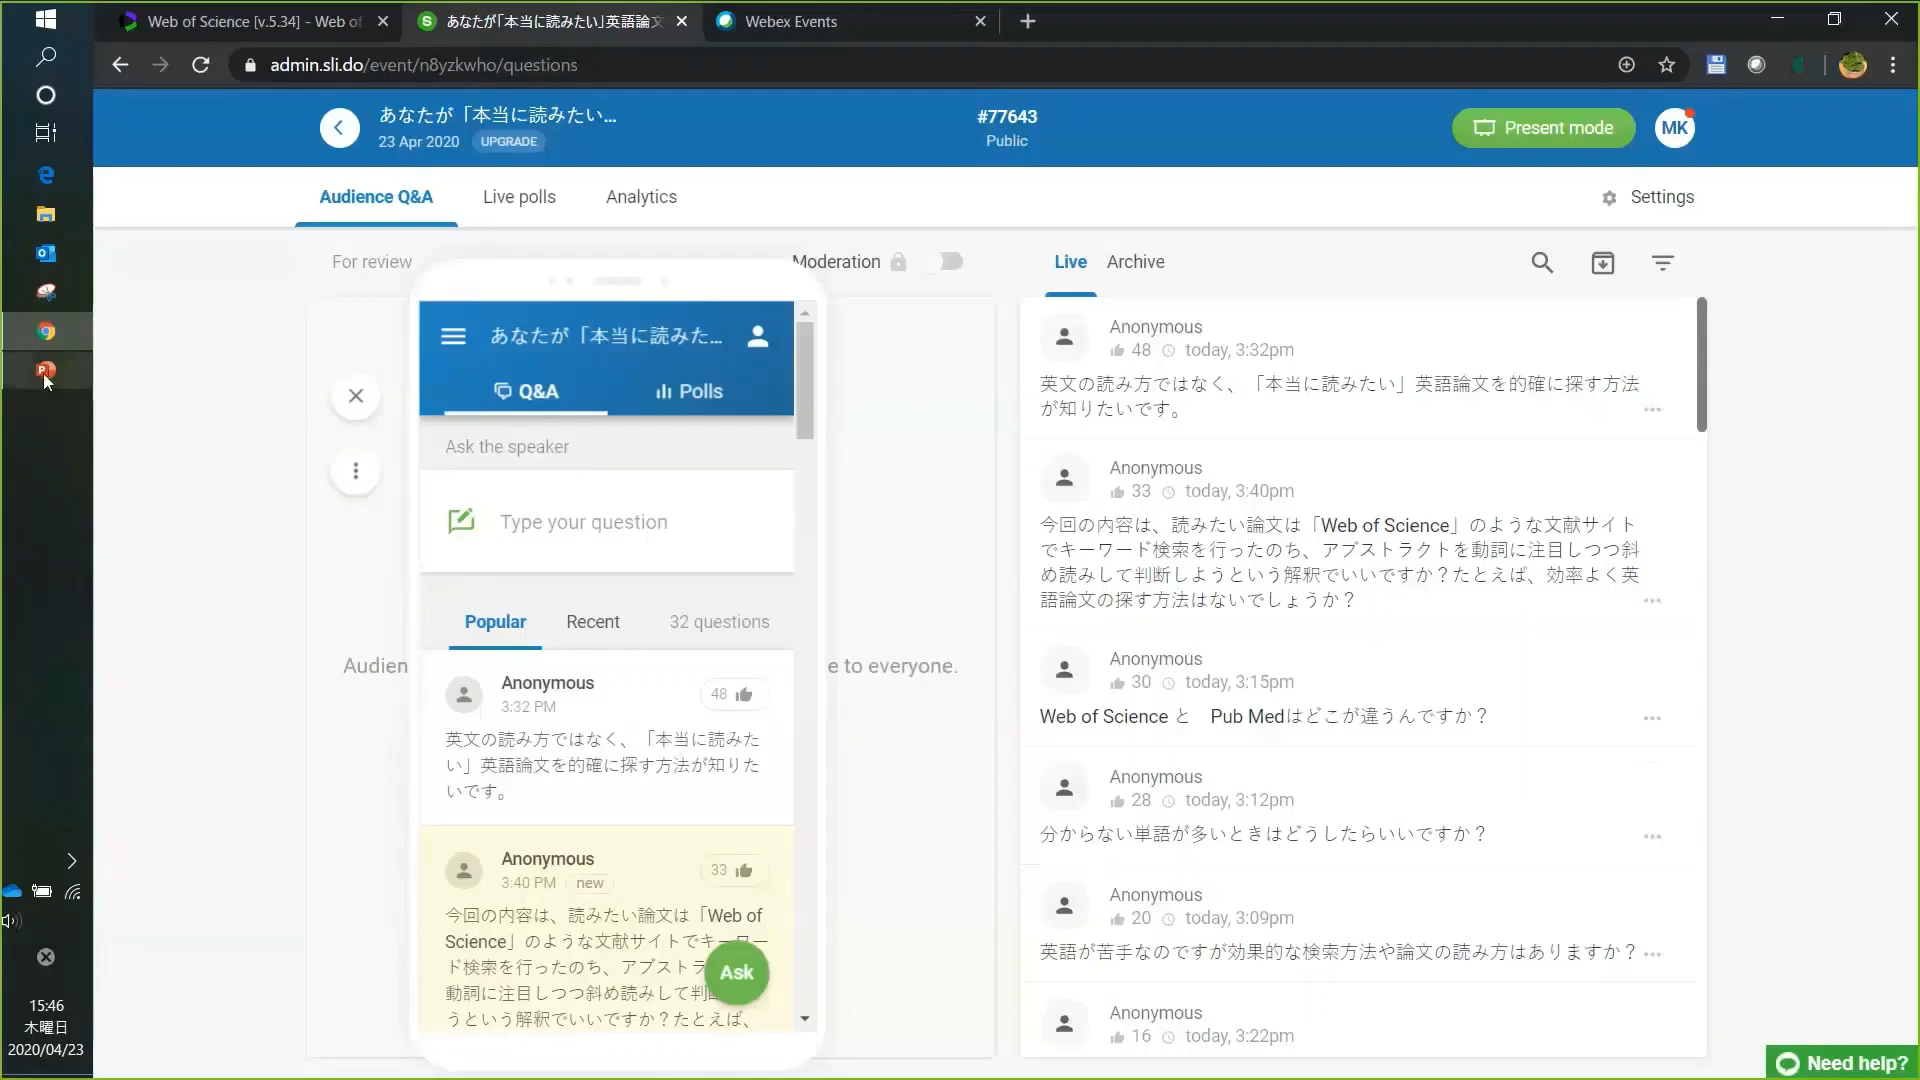 Web of Science [v.5.34] - Web of
あなたが「本当に読みたい」英語論文
Webex Events
admin.sli.do/event/n8yzkwho/questions
あなたが「本当に読みたい...
23 Apr 2020 UPGRADE
#77643
Public
Present mode
MK
Audience Q&A
Live polls
Analytics
Settings
For review
Moderation
Live
Archive
あなたが「本当に読みた...
Q&A
Polls
Ask the speaker
Type your question
Popular
Recent
32 questions
Audien
e to everyone.
Anonymous
3:32 PM
48
英文の読み方ではなく、「本当に読みた
い」英語論文を的確に探す方法が知りた
いです。
Anonymous
3:40 PM new
33
今回の内容は、読みたい論文は「Web of
Science」のような文献サイトでキーワー
ド検索を行ったのち、アブストラ
動詞に注目しつつ斜め読みして判
うという解釈でいいですか？たとえば、
Ask
Anonymous
48 today, 3:32pm
英文の読み方ではなく、「本当に読みたい」英語論文を的確に探す方法
が知りたいです。
Anonymous
33 today, 3:40pm
今回の内容は、読みたい論文は「Web of Science」のような文献サイト
でキーワード検索を行ったのち、アブストラクトを動詞に注目しつつ斜
め読みして判断しようという解釈でいいですか？たとえば、効率よく英
語論文の探す方法はないでしょうか？
Anonymous
30 today, 3:15pm
Web of Science と　Pub Medはどこが違うんですか？
Anonymous
28 today, 3:12pm
分からない単語が多いときはどうしたらいいですか？
Anonymous
20 today, 3:09pm
英語が苦手なのですが効果的な検索方法や論文の読み方はありますか？
Anonymous
16 today, 3:22pm
Need help?
15:46
木曜日
2020/04/23